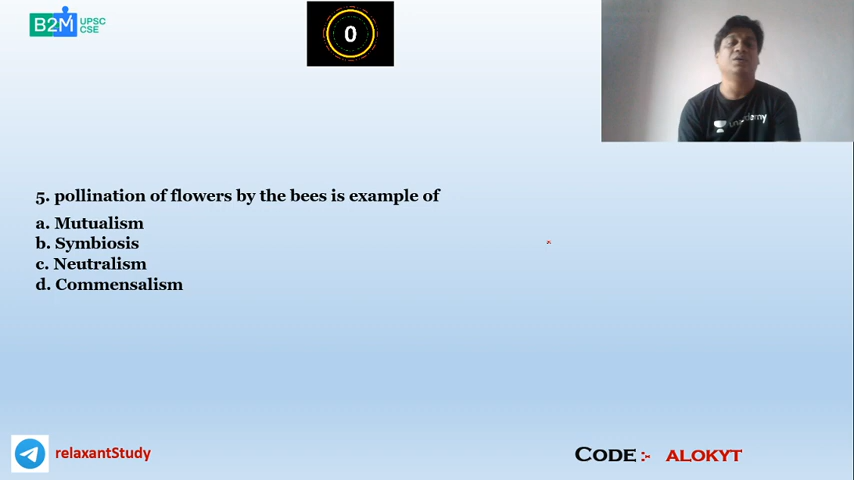 B2M UPSC
CSE
0
unacademy
5. pollination of flowers by the bees is example of
a. Mutualism
b. Symbiosis
c. Neutralism
d. Commensalism
relaxantStudy
CODE :- ALOKYT